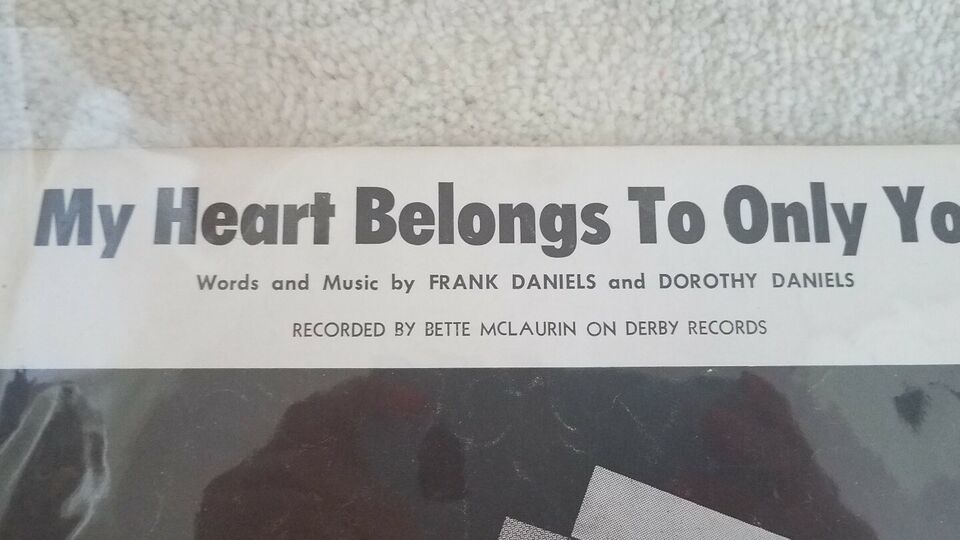 My Heart Belongs To Only Yo
Words and Music by FRANK DANIELS and DOROTHY DANIELS
RECORDED BY BETTE MCLAURIN ON DERBY RECORDS